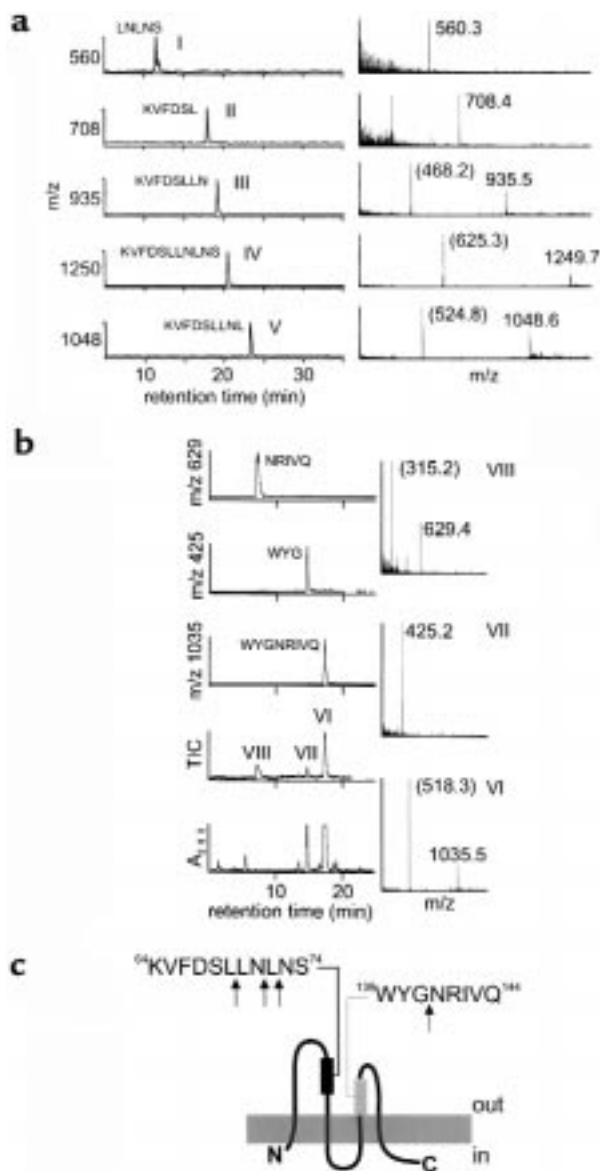 a
LNLNS
I
560
560.3
KVFDSL
II
708
708.4
KVFDSLLN
III
935
(468.2)
935.5
m/z
KVFDSLLNLNS
IV
1250
(625.3)
1249.7
KVFDSLLNL
V
1048
(524.8)
1048.6
10 20 30
retention time (min)
m/z
b
m/z 629
NRIVQ
(315.2)
VIII
629.4
m/z 425
WYG
m/z 1035
WYGNRIVQ
425.2
VII
TIC
VIII
VII
VI
(518.3)
VI
1035.5
10 20
retention time (min)
m/z
c
KVFDSLLNLNS⁷⁴
WYGNRIVQ¹⁴⁴
out
in
N
C